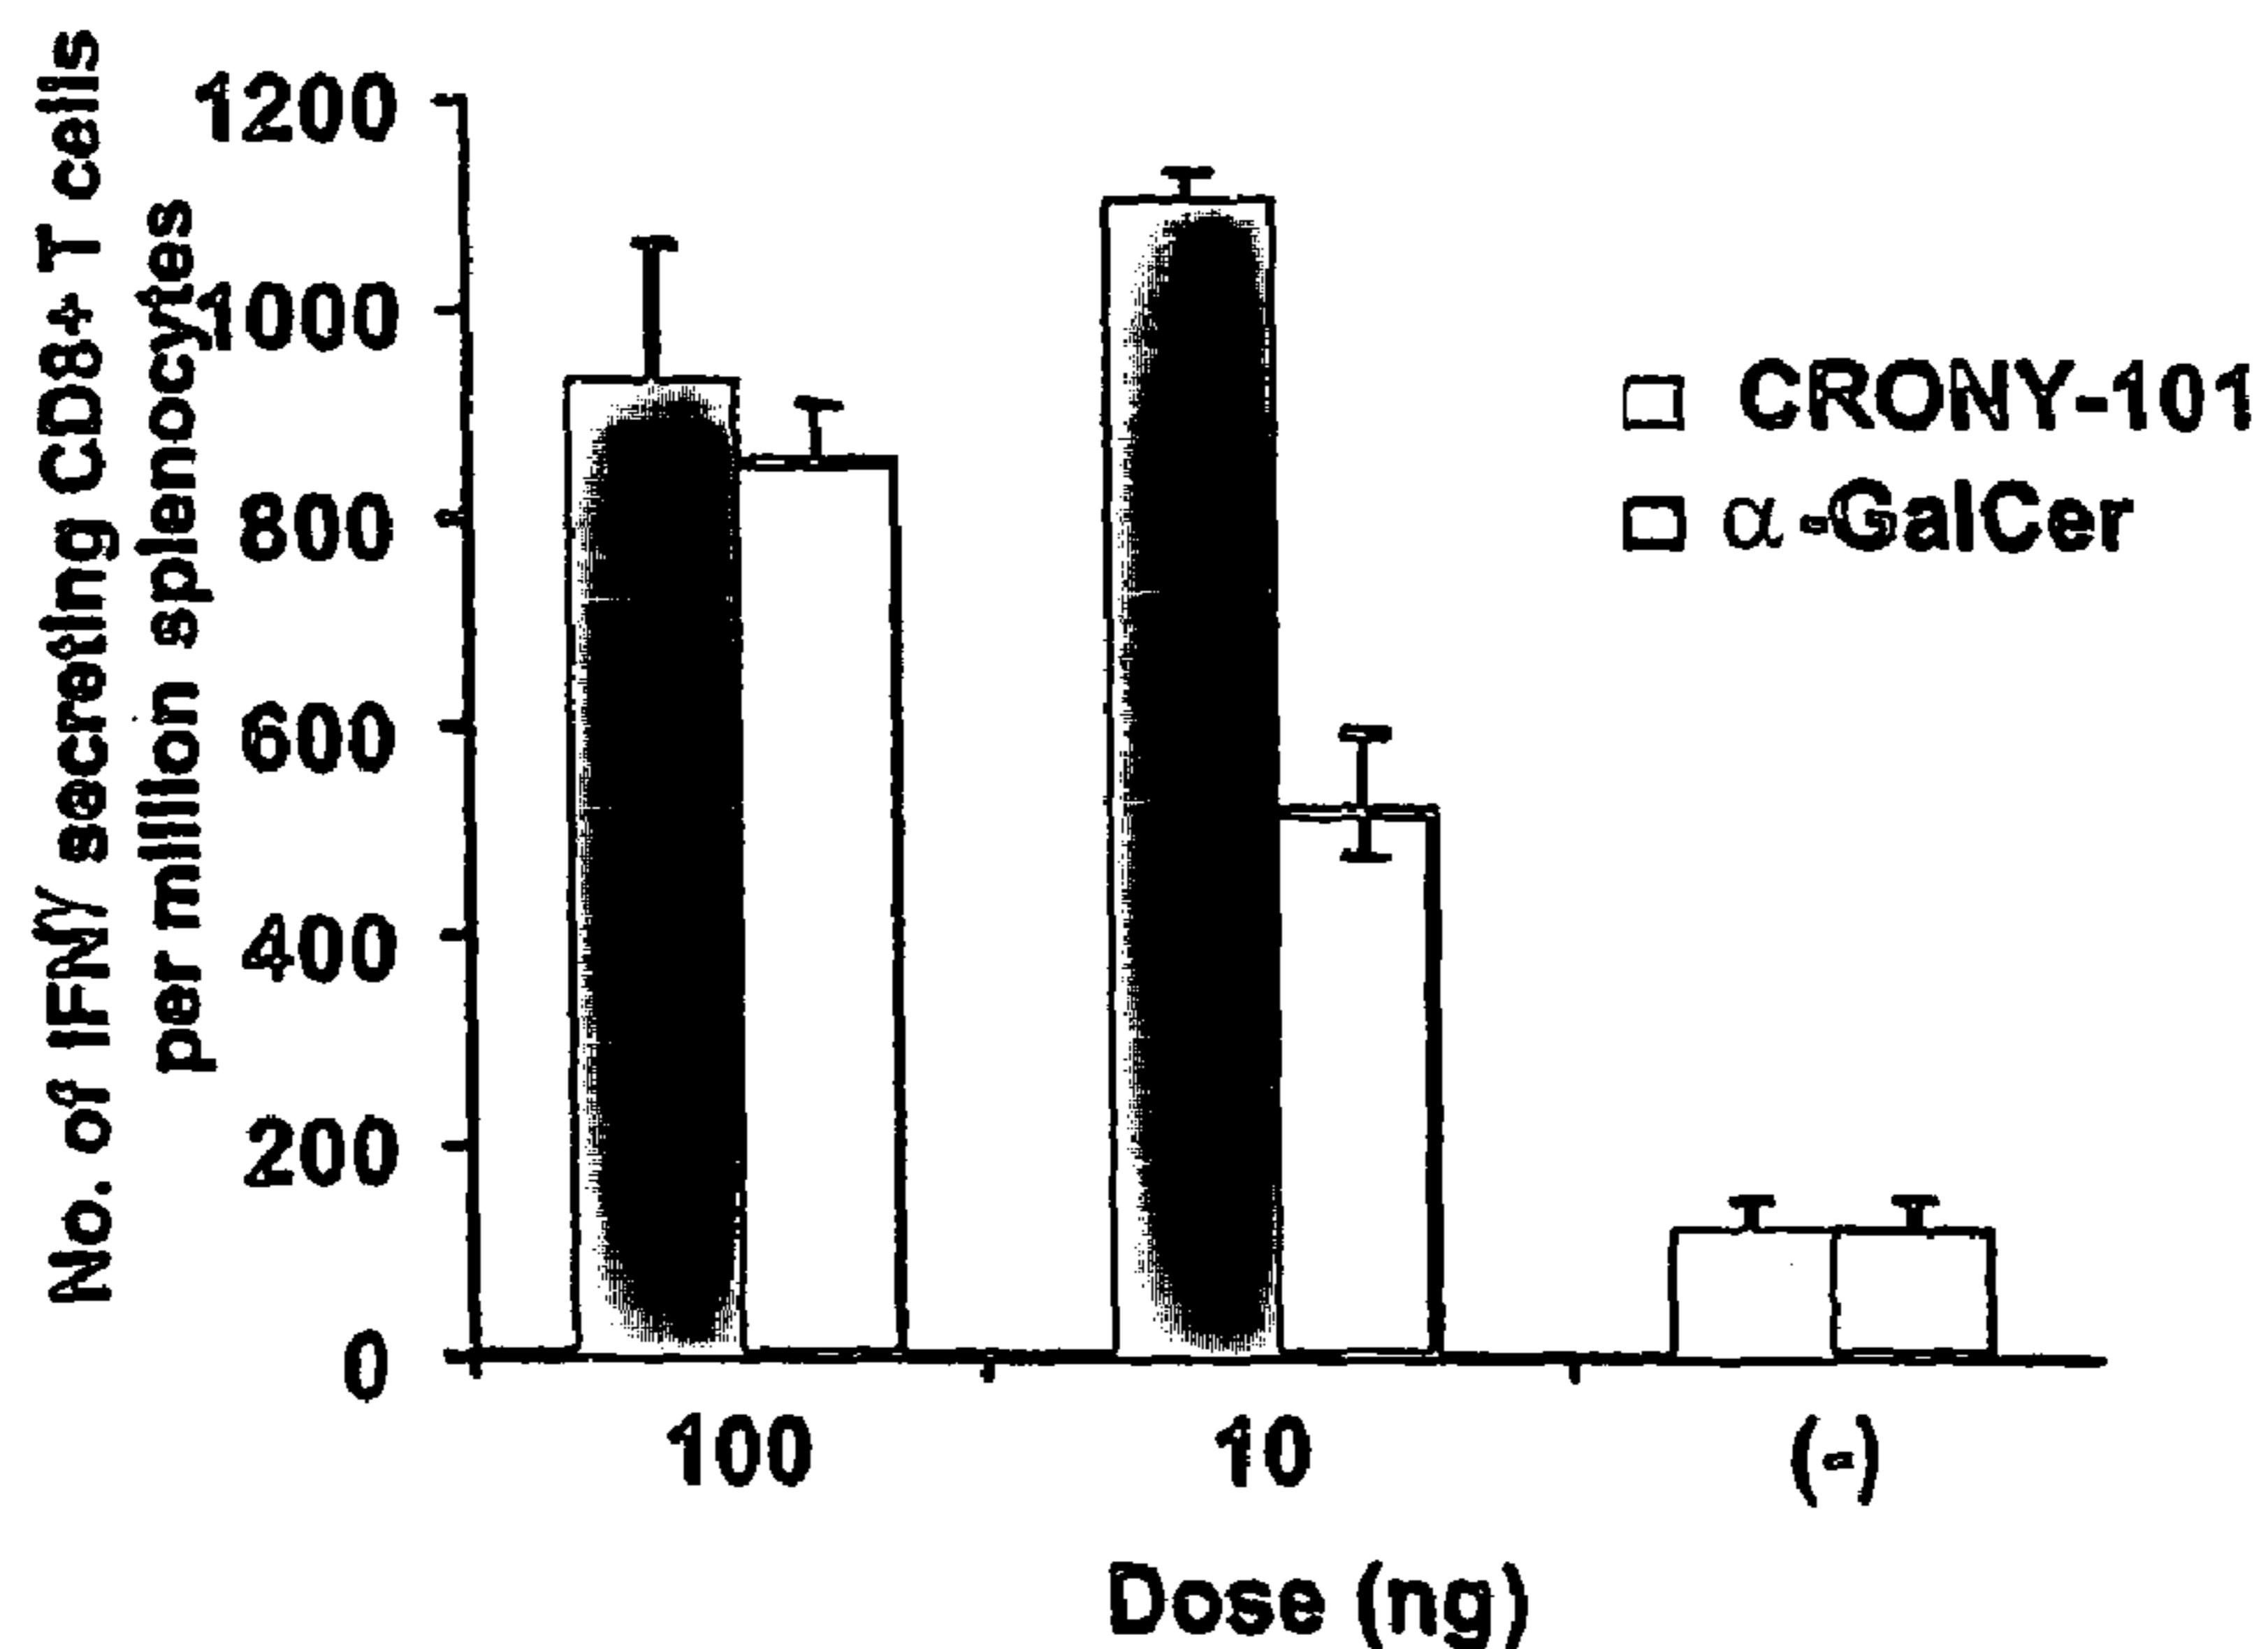 No. of IFNγ secreting CD8+ T cells
per million splenocytes
1200
1000
800
600
400
200
0
CRONY-101
α-GalCer
100
10
(-)
Dose (ng)